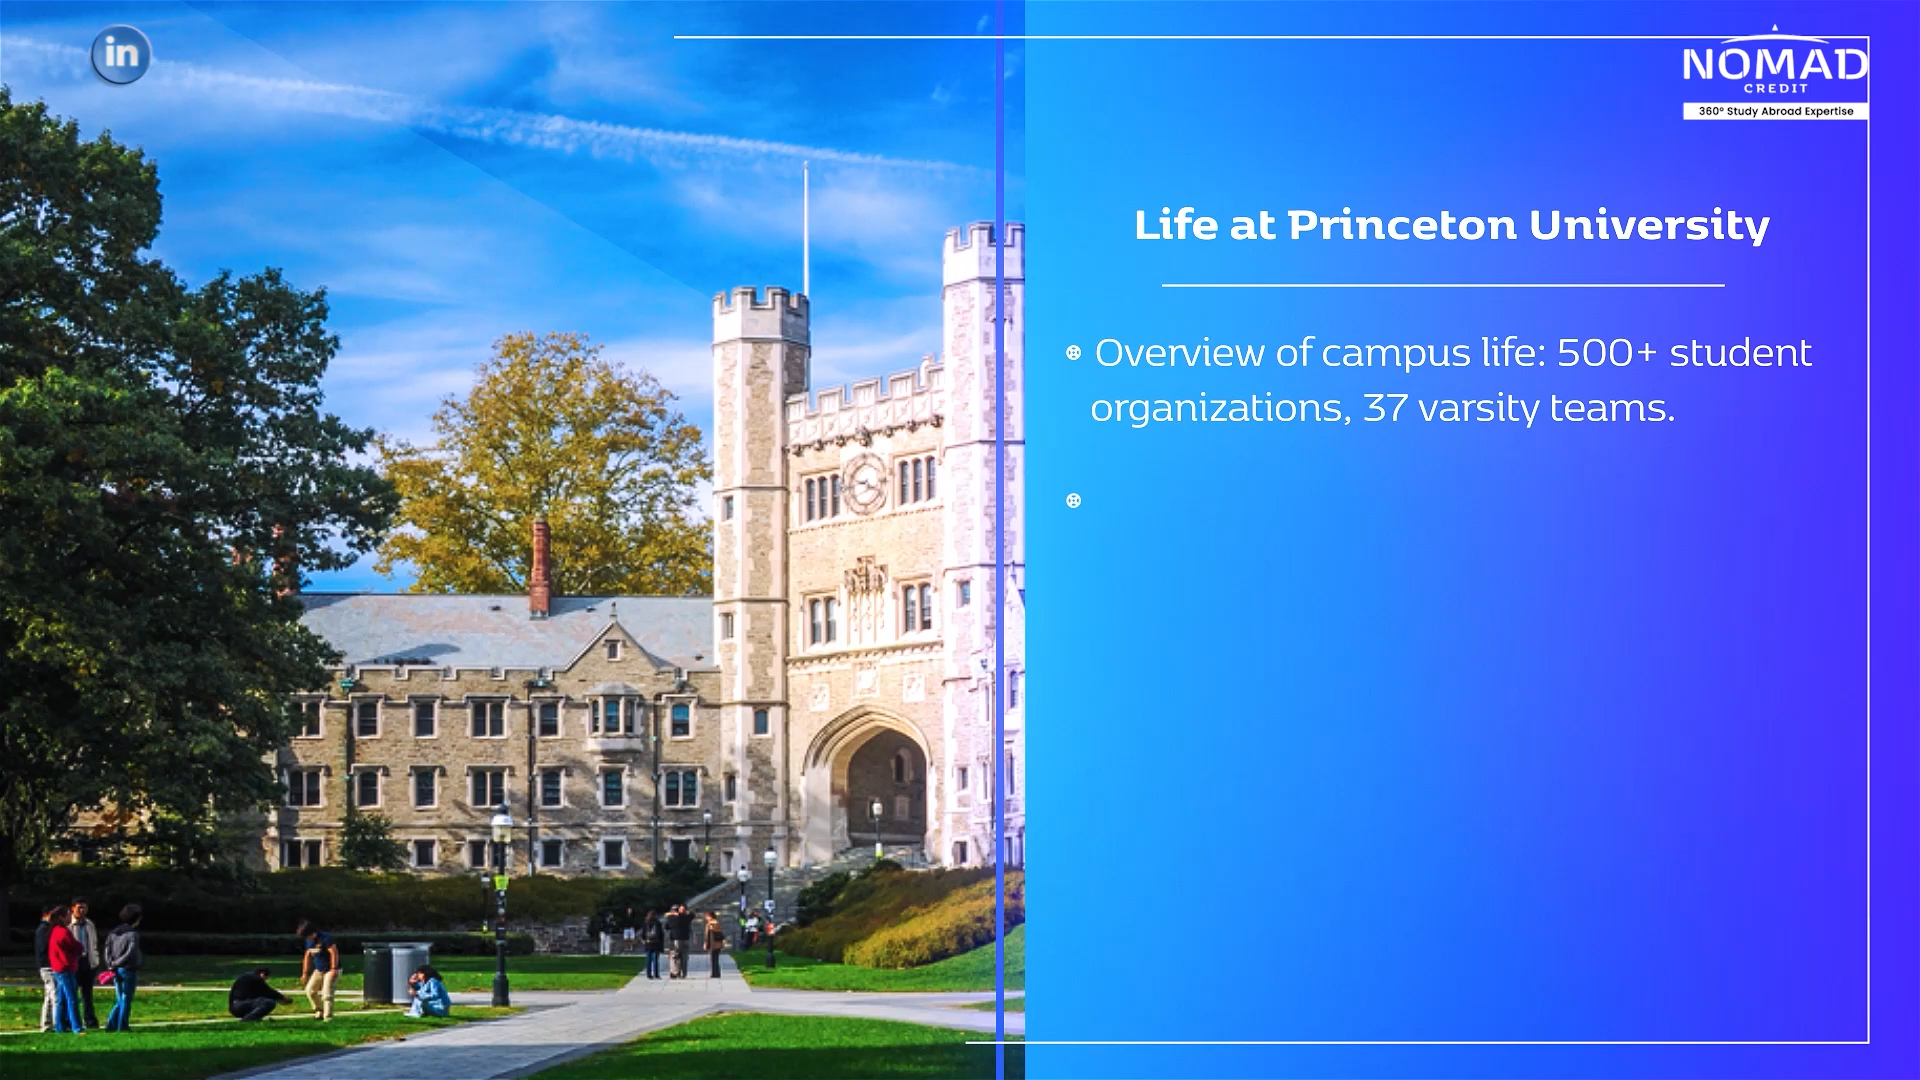 in
NOMAD
CREDIT
360° Study Abroad Expertise
Life at Princeton University
Overview of campus life: 500+ student
organizations, 37 varsity teams.